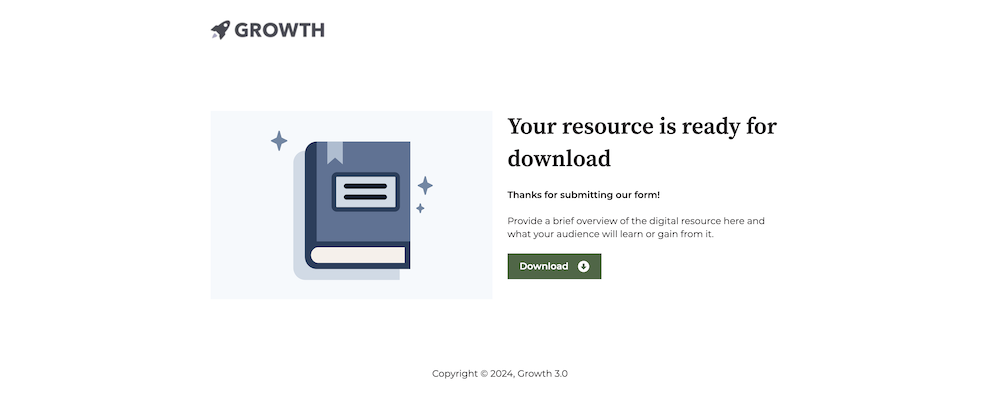 GROWTH
Your resource is ready for
download
Thanks for submitting our form!
Provide a brief overview of the digital resource here and
what your audience will learn or gain from it.
Download
Copyright © 2024, Growth 3.0